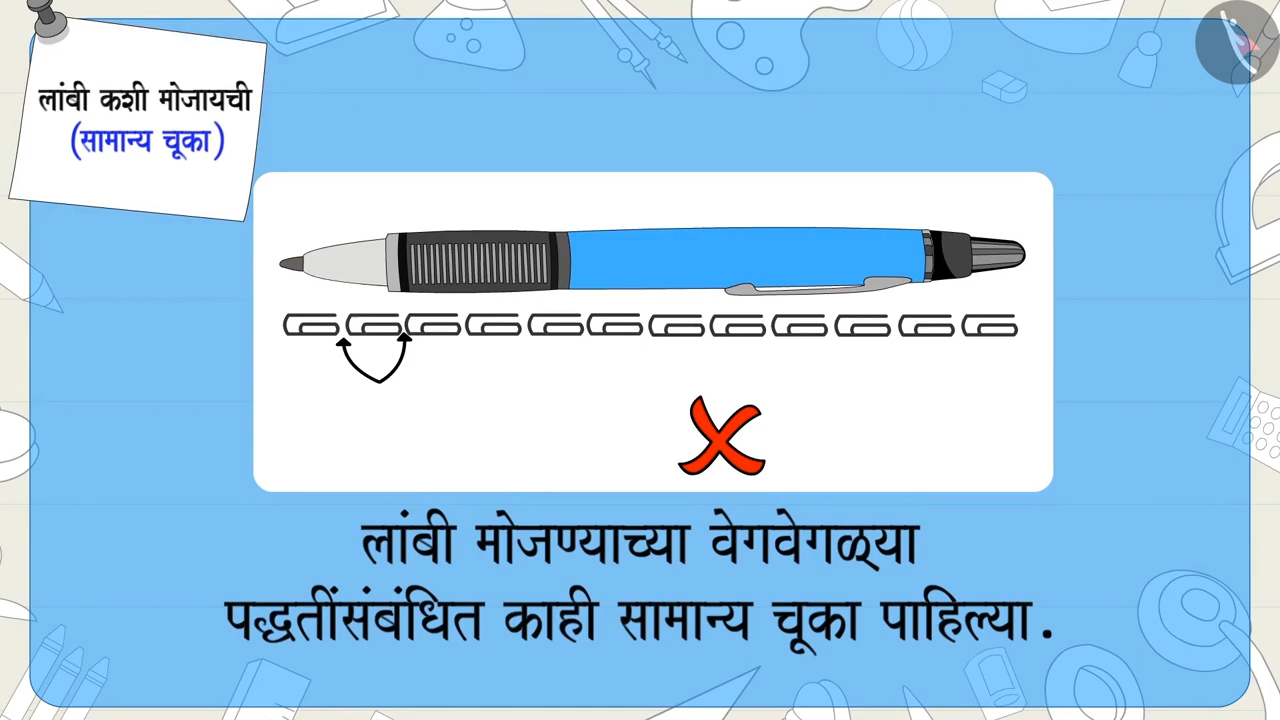 लांबी कशी मोजायची
(सामान्य चूका)
लांबी मोजण्याच्या वेगवेगळ्या
पद्धतींसंबंधित काही सामान्य चूका पाहिल्या.